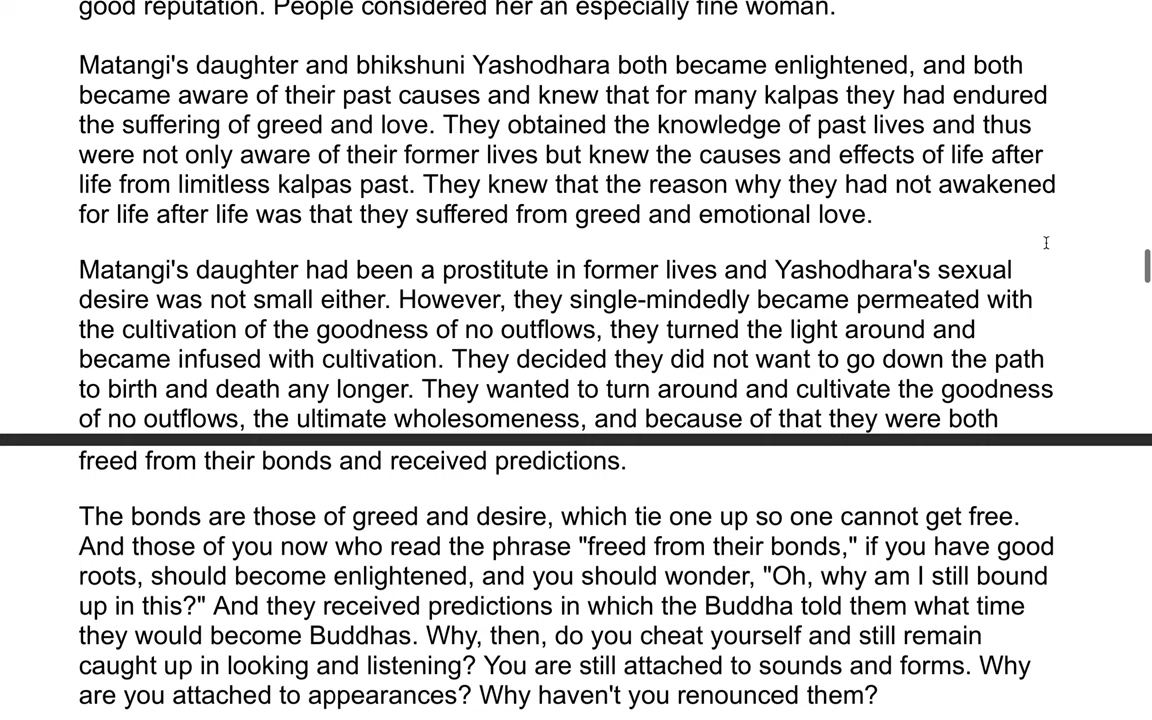 good reputation. People considered her an especially fine woman.
Matangi's daughter and bhikshuni Yashodhara both became enlightened, and both
became aware of their past causes and knew that for many kalpas they had endured
the suffering of greed and love. They obtained the knowledge of past lives and thus
were not only aware of their former lives but knew the causes and effects of life after
life from limitless kalpas past. They knew that the reason why they had not awakened
for life after life was that they suffered from greed and emotional love.
Matangi's daughter had been a prostitute in former lives and Yashodhara's sexual
desire was not small either. However, they single-mindedly became permeated with
the cultivation of the goodness of no outflows, they turned the light around and
became infused with cultivation. They decided they did not want to go down the path
to birth and death any longer. They wanted to turn around and cultivate the goodness
of no outflows, the ultimate wholesomeness, and because of that they were both
freed from their bonds and received predictions.
The bonds are those of greed and desire, which tie one up so one cannot get free.
And those of you now who read the phrase "freed from their bonds," if you have good
roots, should become enlightened, and you should wonder, "Oh, why am I still bound
up in this?" And they received predictions in which the Buddha told them what time
they would become Buddhas. Why, then, do you cheat yourself and still remain
caught up in looking and listening? You are still attached to sounds and forms. Why
are you attached to appearances? Why haven't you renounced them?